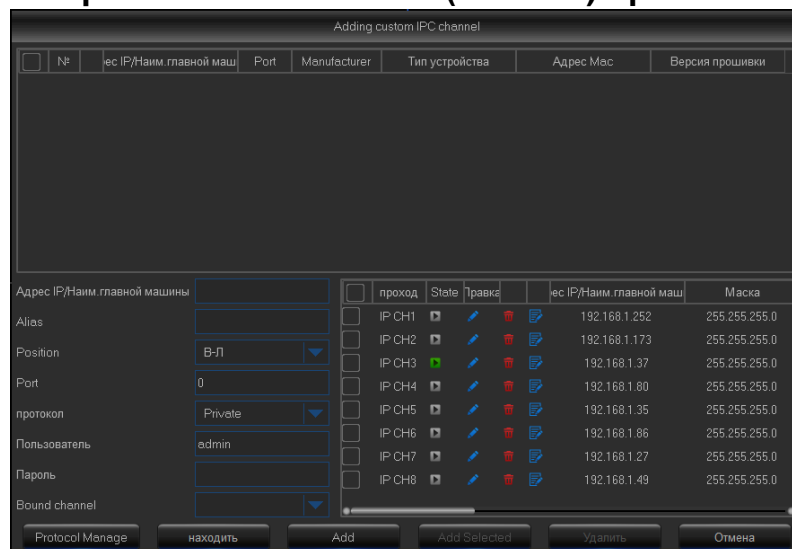 Adding custom IPC channel
№ ес IP/Наим.главной маш Port Manufacturer Тип устройства Адрес Мас Версия прошивки
Адрес IP/Наим.главной машины
Alias
Position В-Л
Port 0
протокол Private
Пользователь admin
Пароль
Bound channel
проход State Правка ес IP/Наим.главной маш Маска
IP CH1 192.168.1.252 255.255.255.0
IP CH2 192.168.1.173 255.255.255.0
IP CH3 192.168.1.37 255.255.255.0
IP CH4 192.168.1.80 255.255.255.0
IP CH5 192.168.1.35 255.255.255.0
IP CH6 192.168.1.86 255.255.255.0
IP CH7 192.168.1.27 255.255.255.0
IP CH8 192.168.1.49 255.255.255.0
Protocol Manage находить Add Add Selected Удалить Отмена